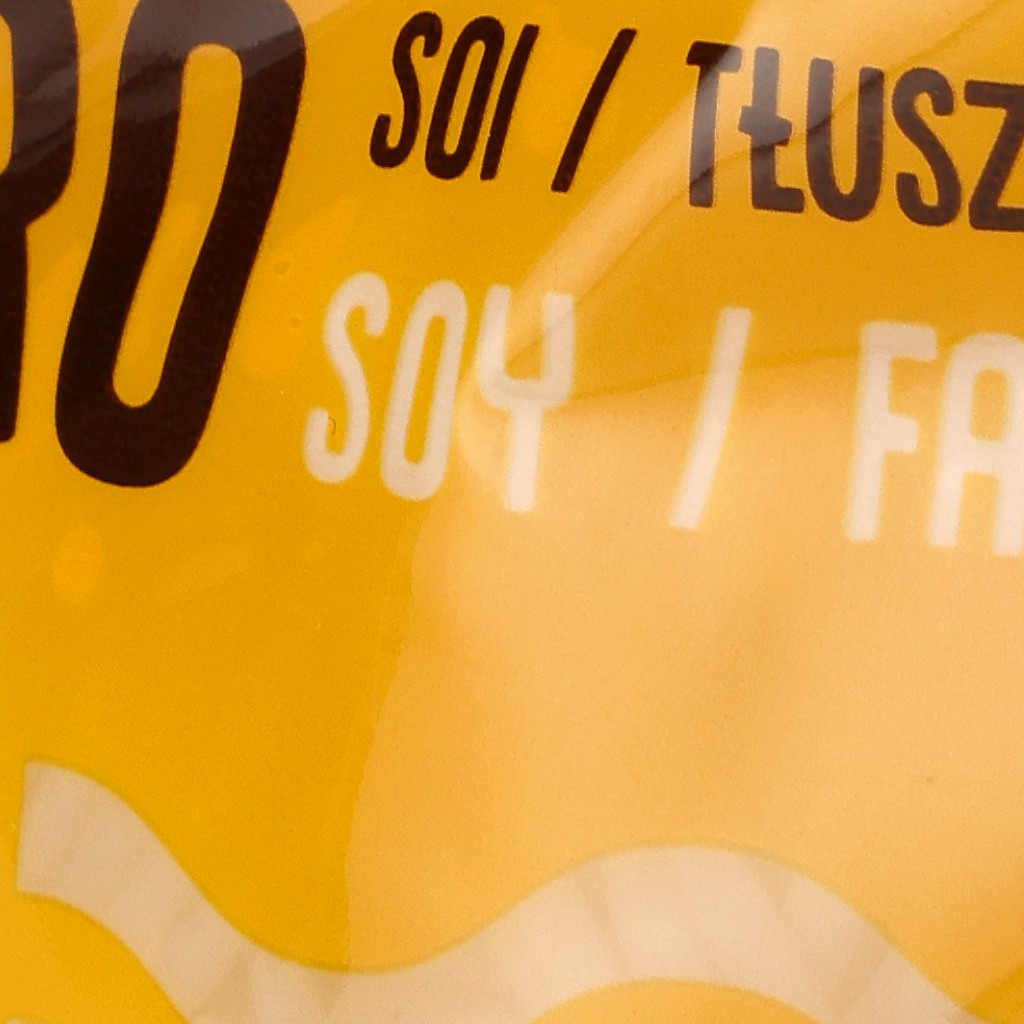 RO
SOI / TŁUSZ
SOY / FA